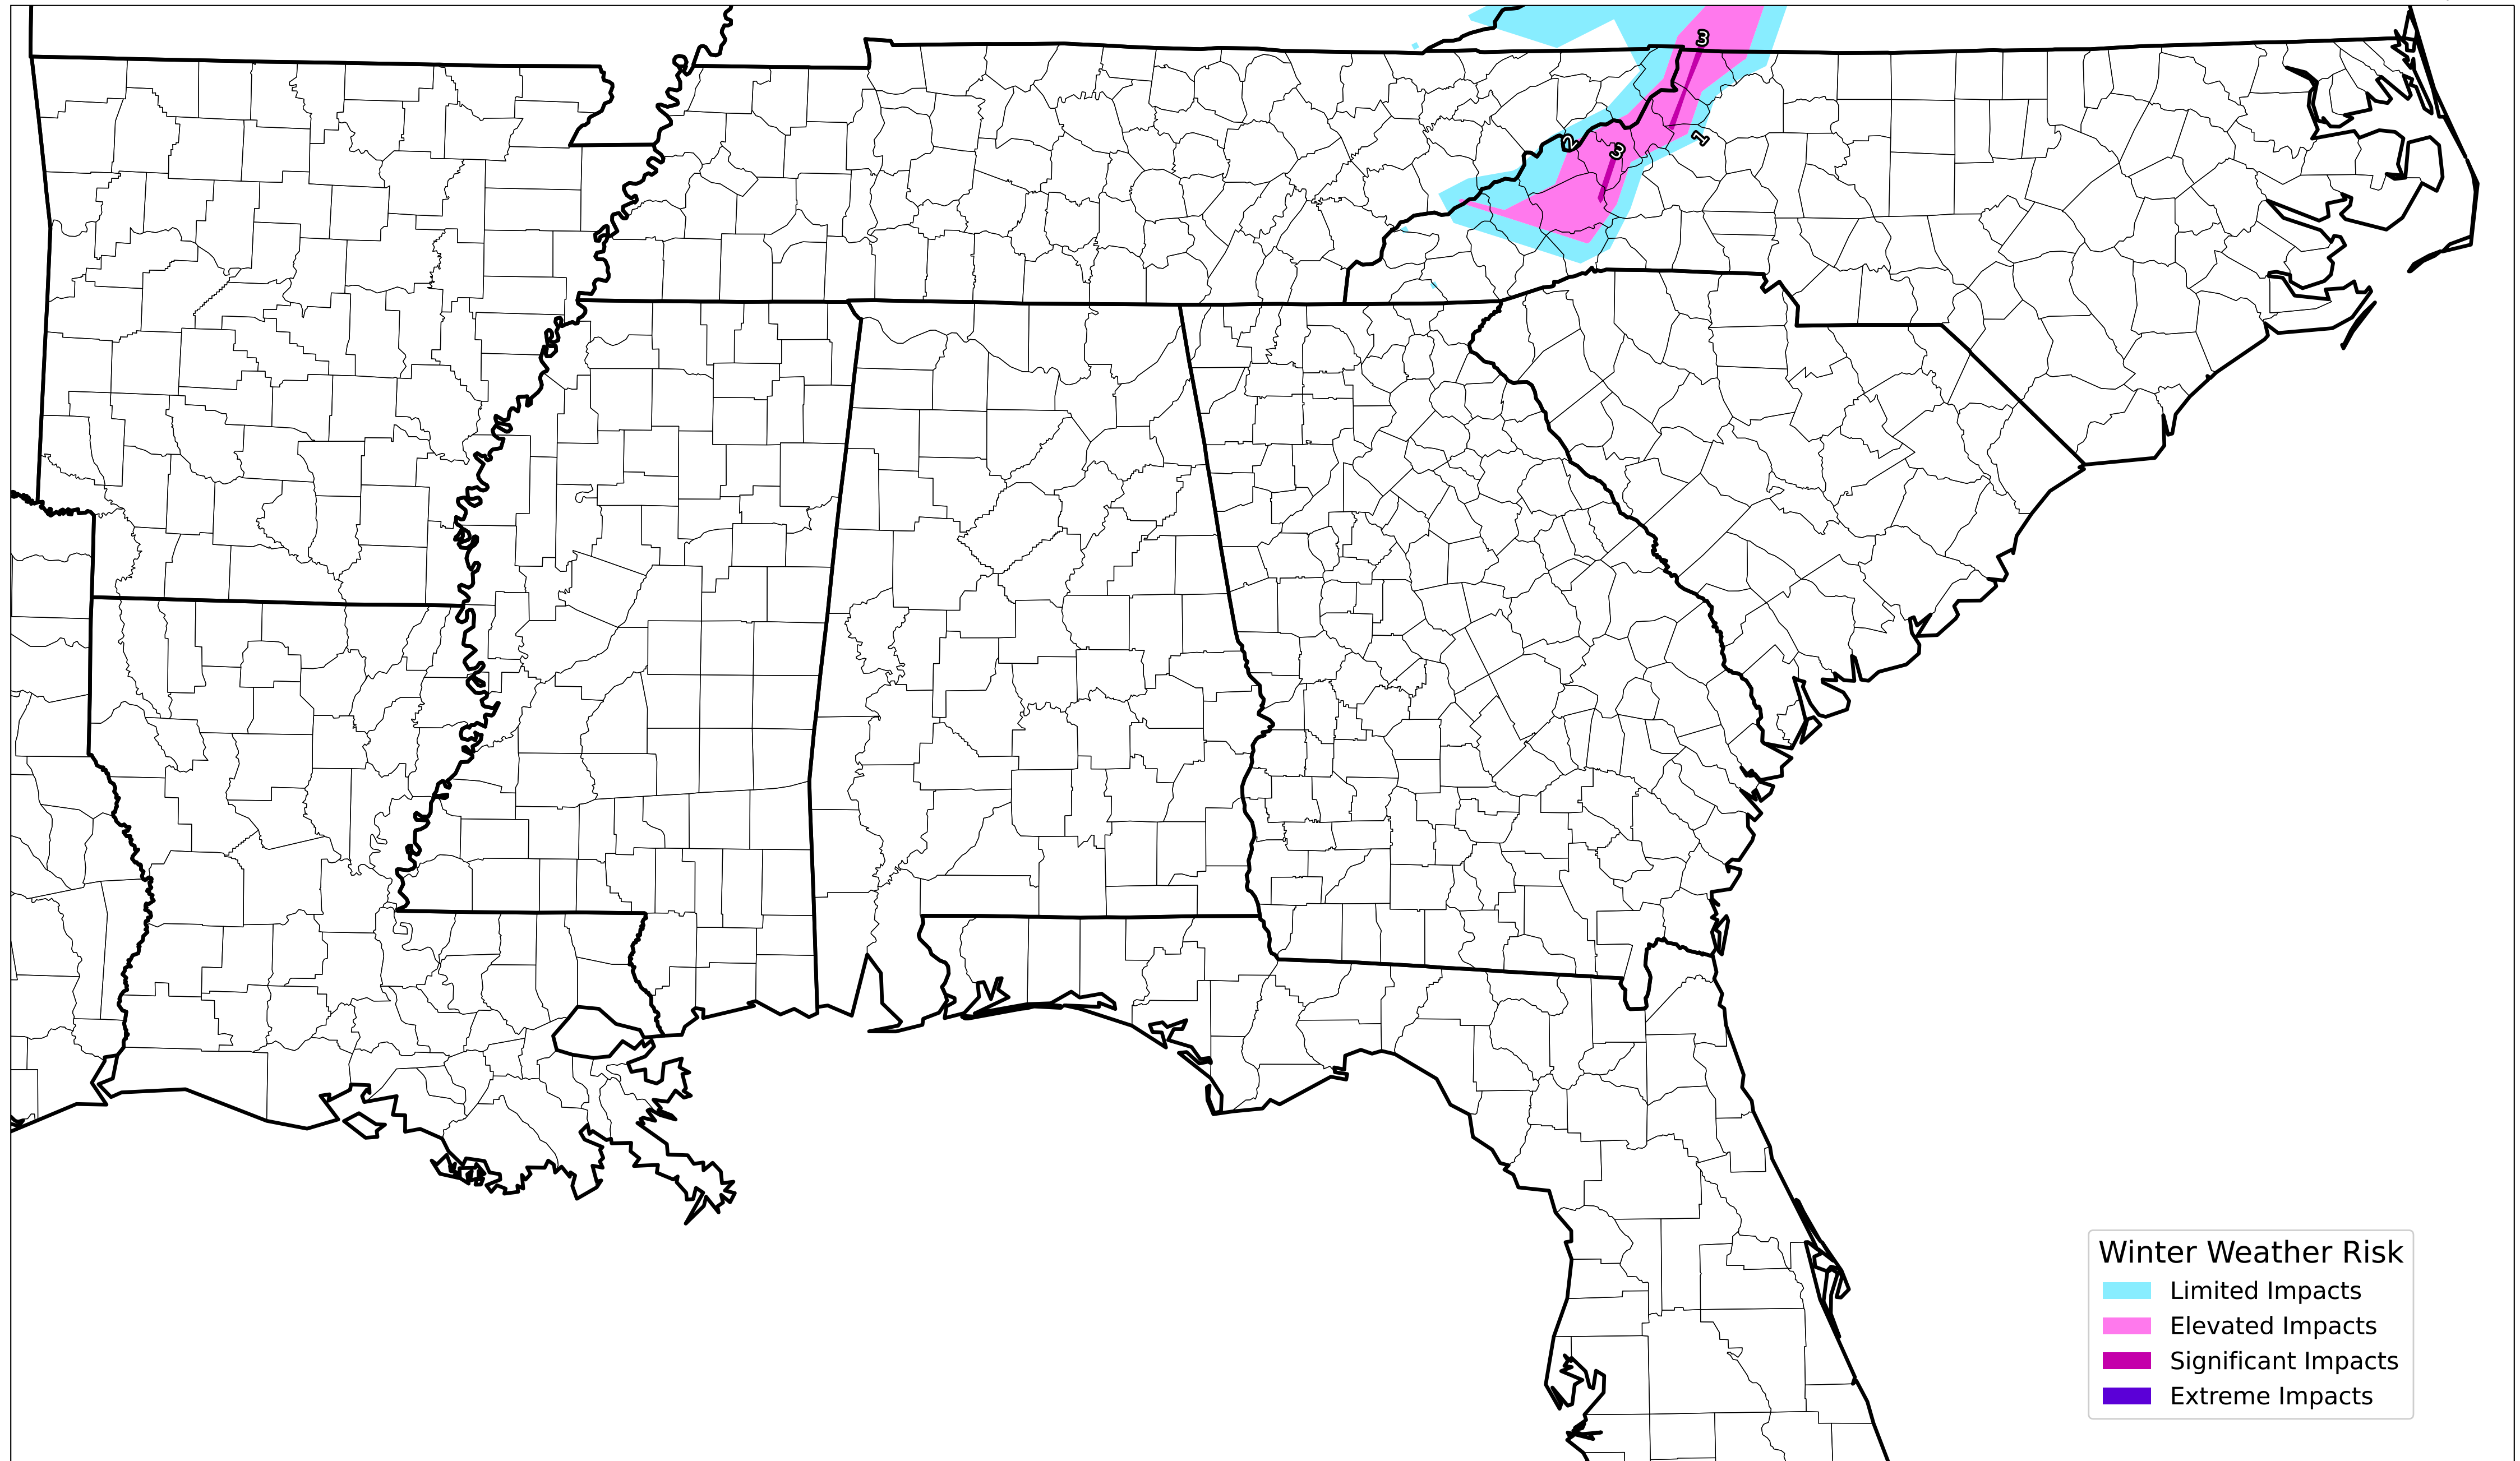 3
1
2
3
Winter Weather Risk
Limited Impacts
Elevated Impacts
Significant Impacts
Extreme Impacts